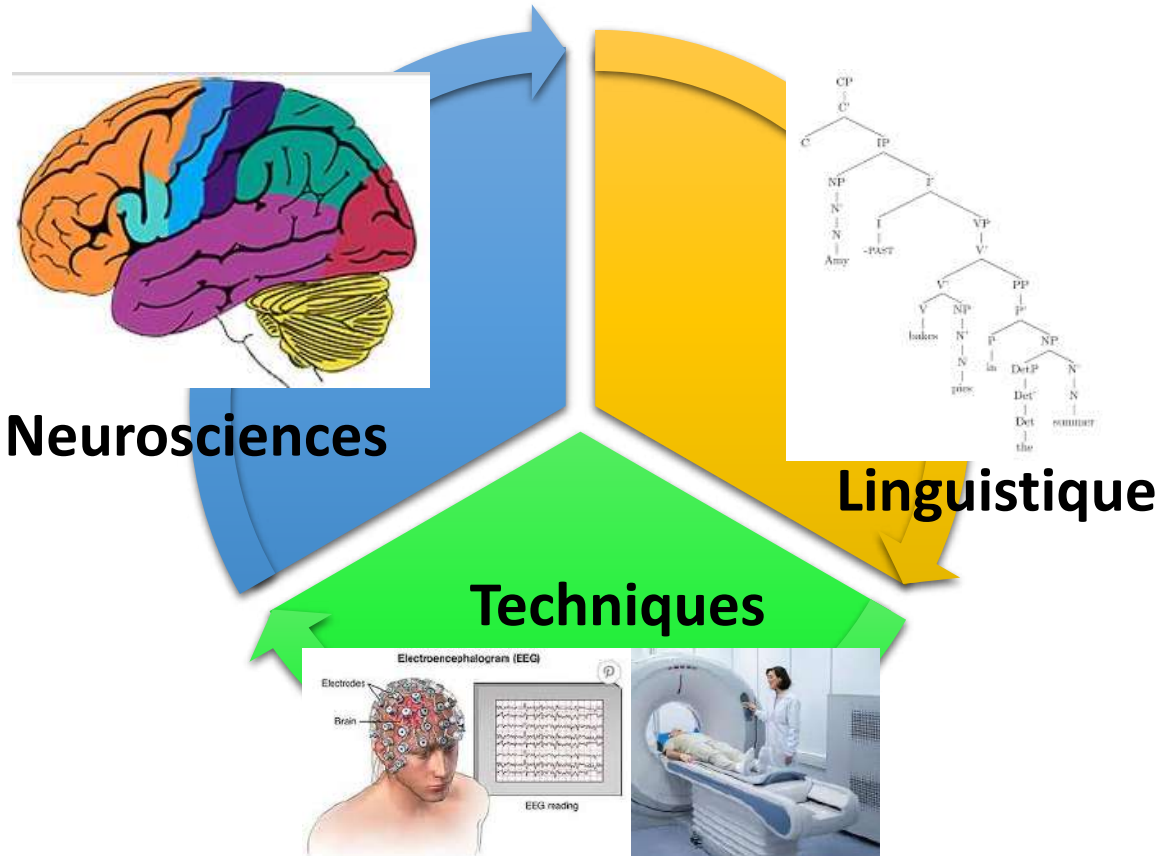 CP
C'
C IP
NP I'
N' I VP
N -PAST V'
Amy
V' PP
V NP P'
bakes N' P NP
N in DetP N'
pies Det' N
Det summer
the
Neurosciences
Linguistique
Techniques
Electroencephalogram (EEG)
Electrodes
Brain
EEG reading